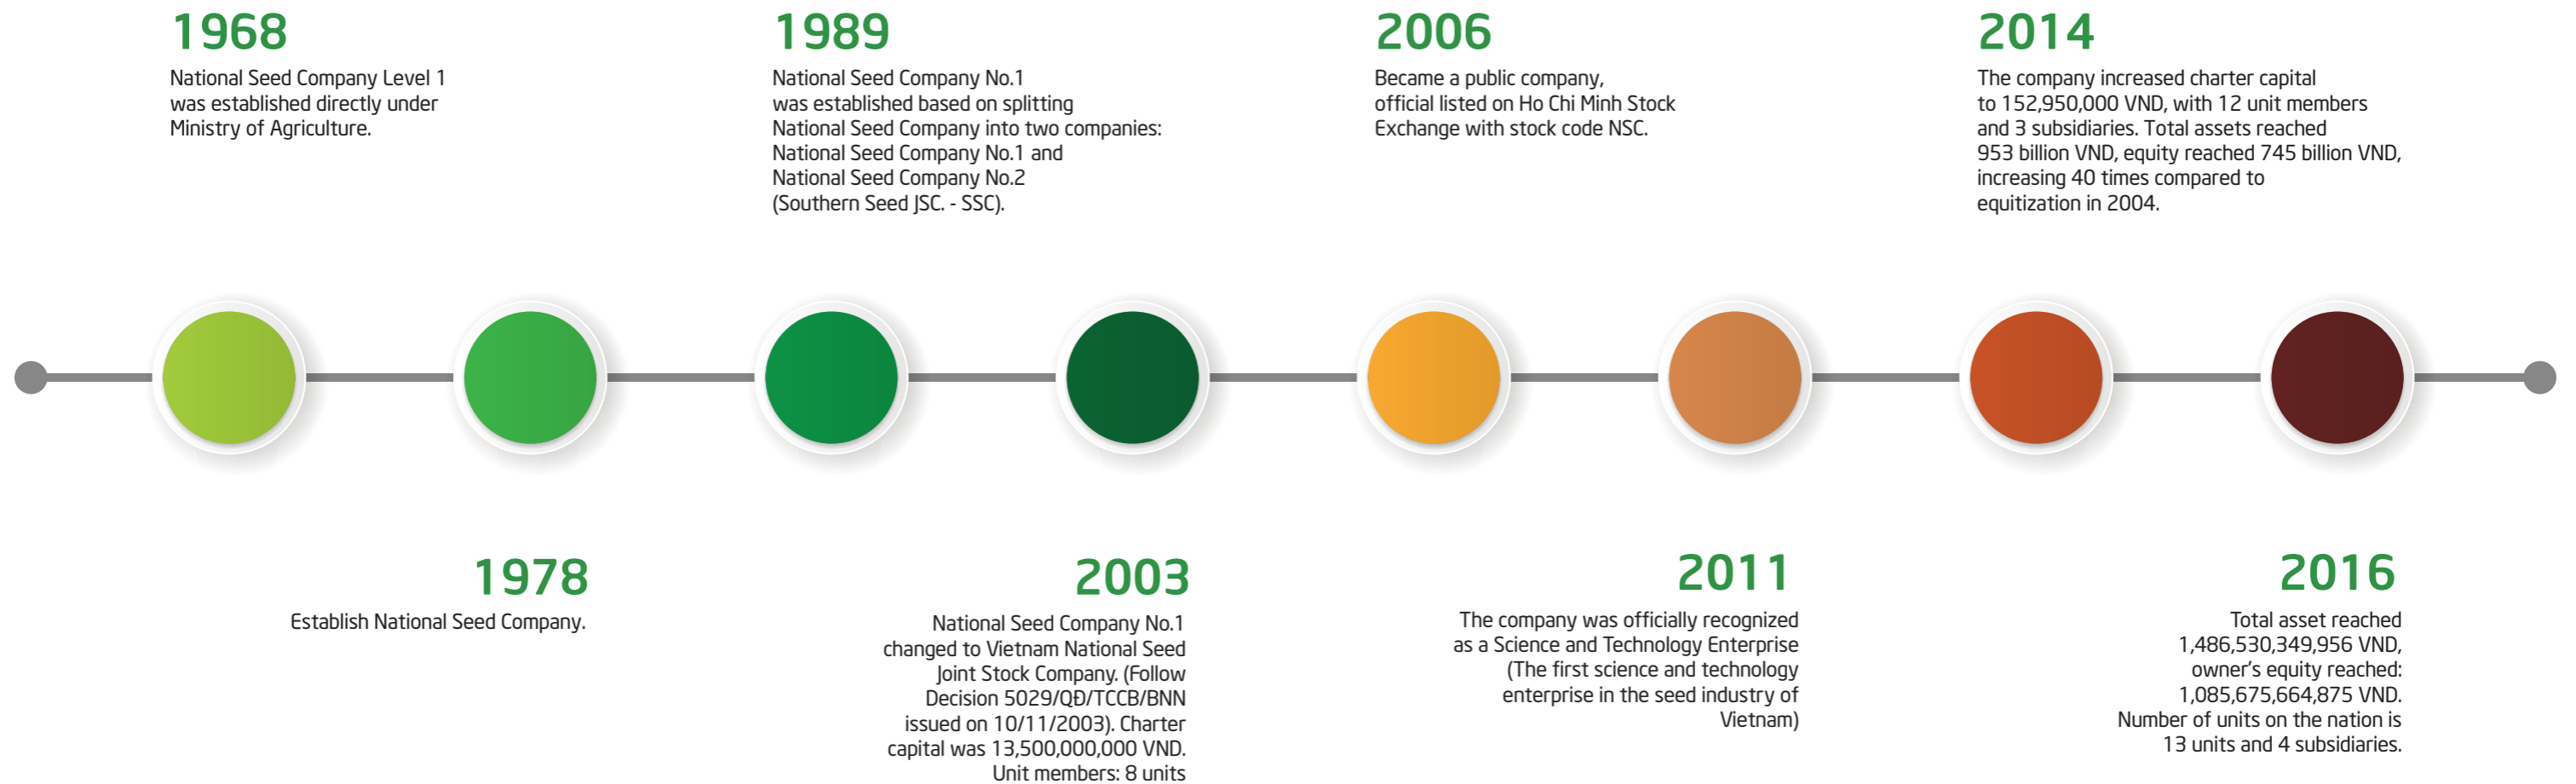 1968
National Seed Company Level 1
was established directly under
Ministry of Agriculture.
1978
Establish National Seed Company.
1989
National Seed Company No.1
was established based on splitting
National Seed Company into two companies:
National Seed Company No.1 and
National Seed Company No.2
(Southern Seed JSC. - SSC).
2003
National Seed Company No.1
changed to Vietnam National Seed
Joint Stock Company. (Follow
Decision 5029/QĐ/TCCB/BNN
issued on 10/11/2003). Charter
capital was 13,500,000,000 VND.
Unit members: 8 units
2006
Became a public company,
official listed on Ho Chi Minh Stock
Exchange with stock code NSC.
2011
The company was officially recognized
as a Science and Technology Enterprise
(The first science and technology
enterprise in the seed industry of
Vietnam)
2014
The company increased charter capital
to 152,950,000 VND, with 12 unit members
and 3 subsidiaries. Total assets reached
953 billion VND, equity reached 745 billion VND,
increasing 40 times compared to
equitization in 2004.
2016
Total asset reached
1,486,530,349,956 VND,
owner's equity reached:
1,085,675,664,875 VND.
Number of units on the nation is
13 units and 4 subsidiaries.